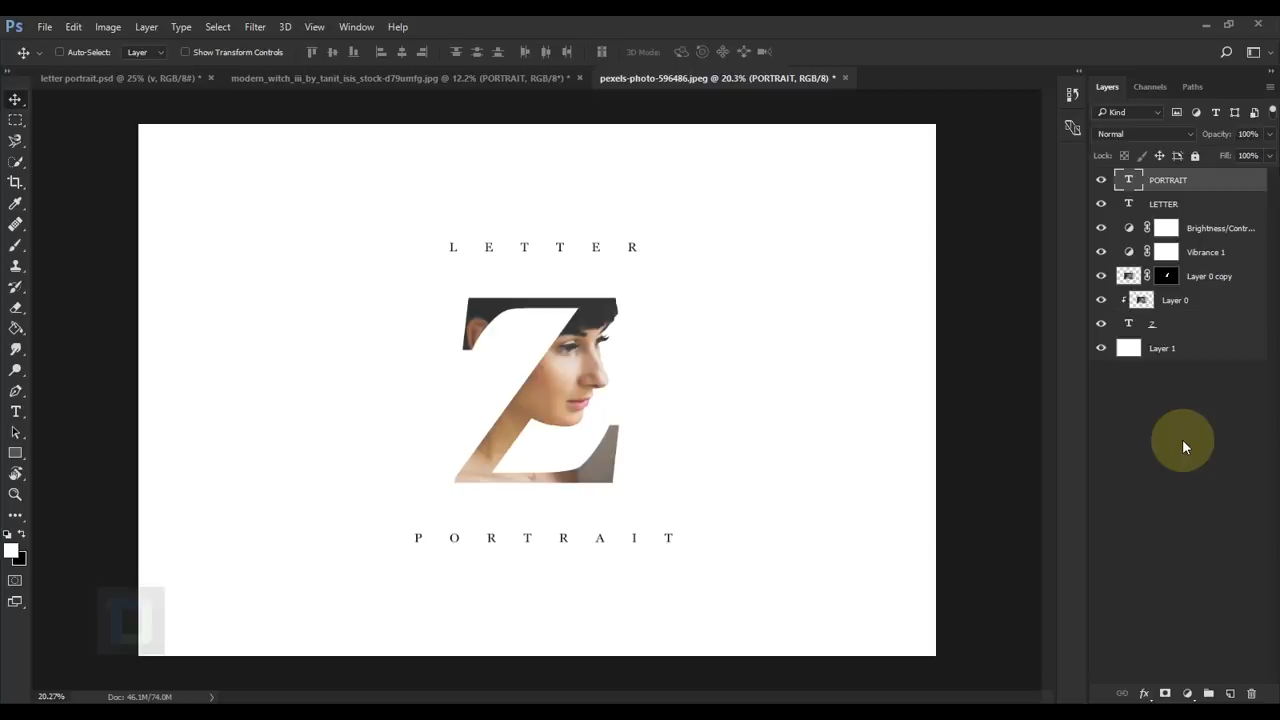 Ps File Edit Image Layer Type Select Filter 3D View Window Help
Auto-Select: Layer Show Transform Controls 3D Mode:
letter portrait.psd @ 25% (v, RGB/8#) * × modern_witch_iii_by_tanit_isis_stock-d79umfg.jpg @ 12.2% (PORTRAIT, RGB/8*) * × pexels-photo-596486.jpeg @ 20.3% (PORTRAIT, RGB/8) * ×
Layers Channels Paths
Kind
Normal Opacity: 100%
Lock: Fill: 100%
T PORTRAIT
T LETTER
Brightness/Contr...
Vibrance 1
Layer 0 copy
Layer 0
T Z
Layer 1
L E T T E R
Z
P O R T R A I T
20.27% Doc: 46.1M/74.0M
fx